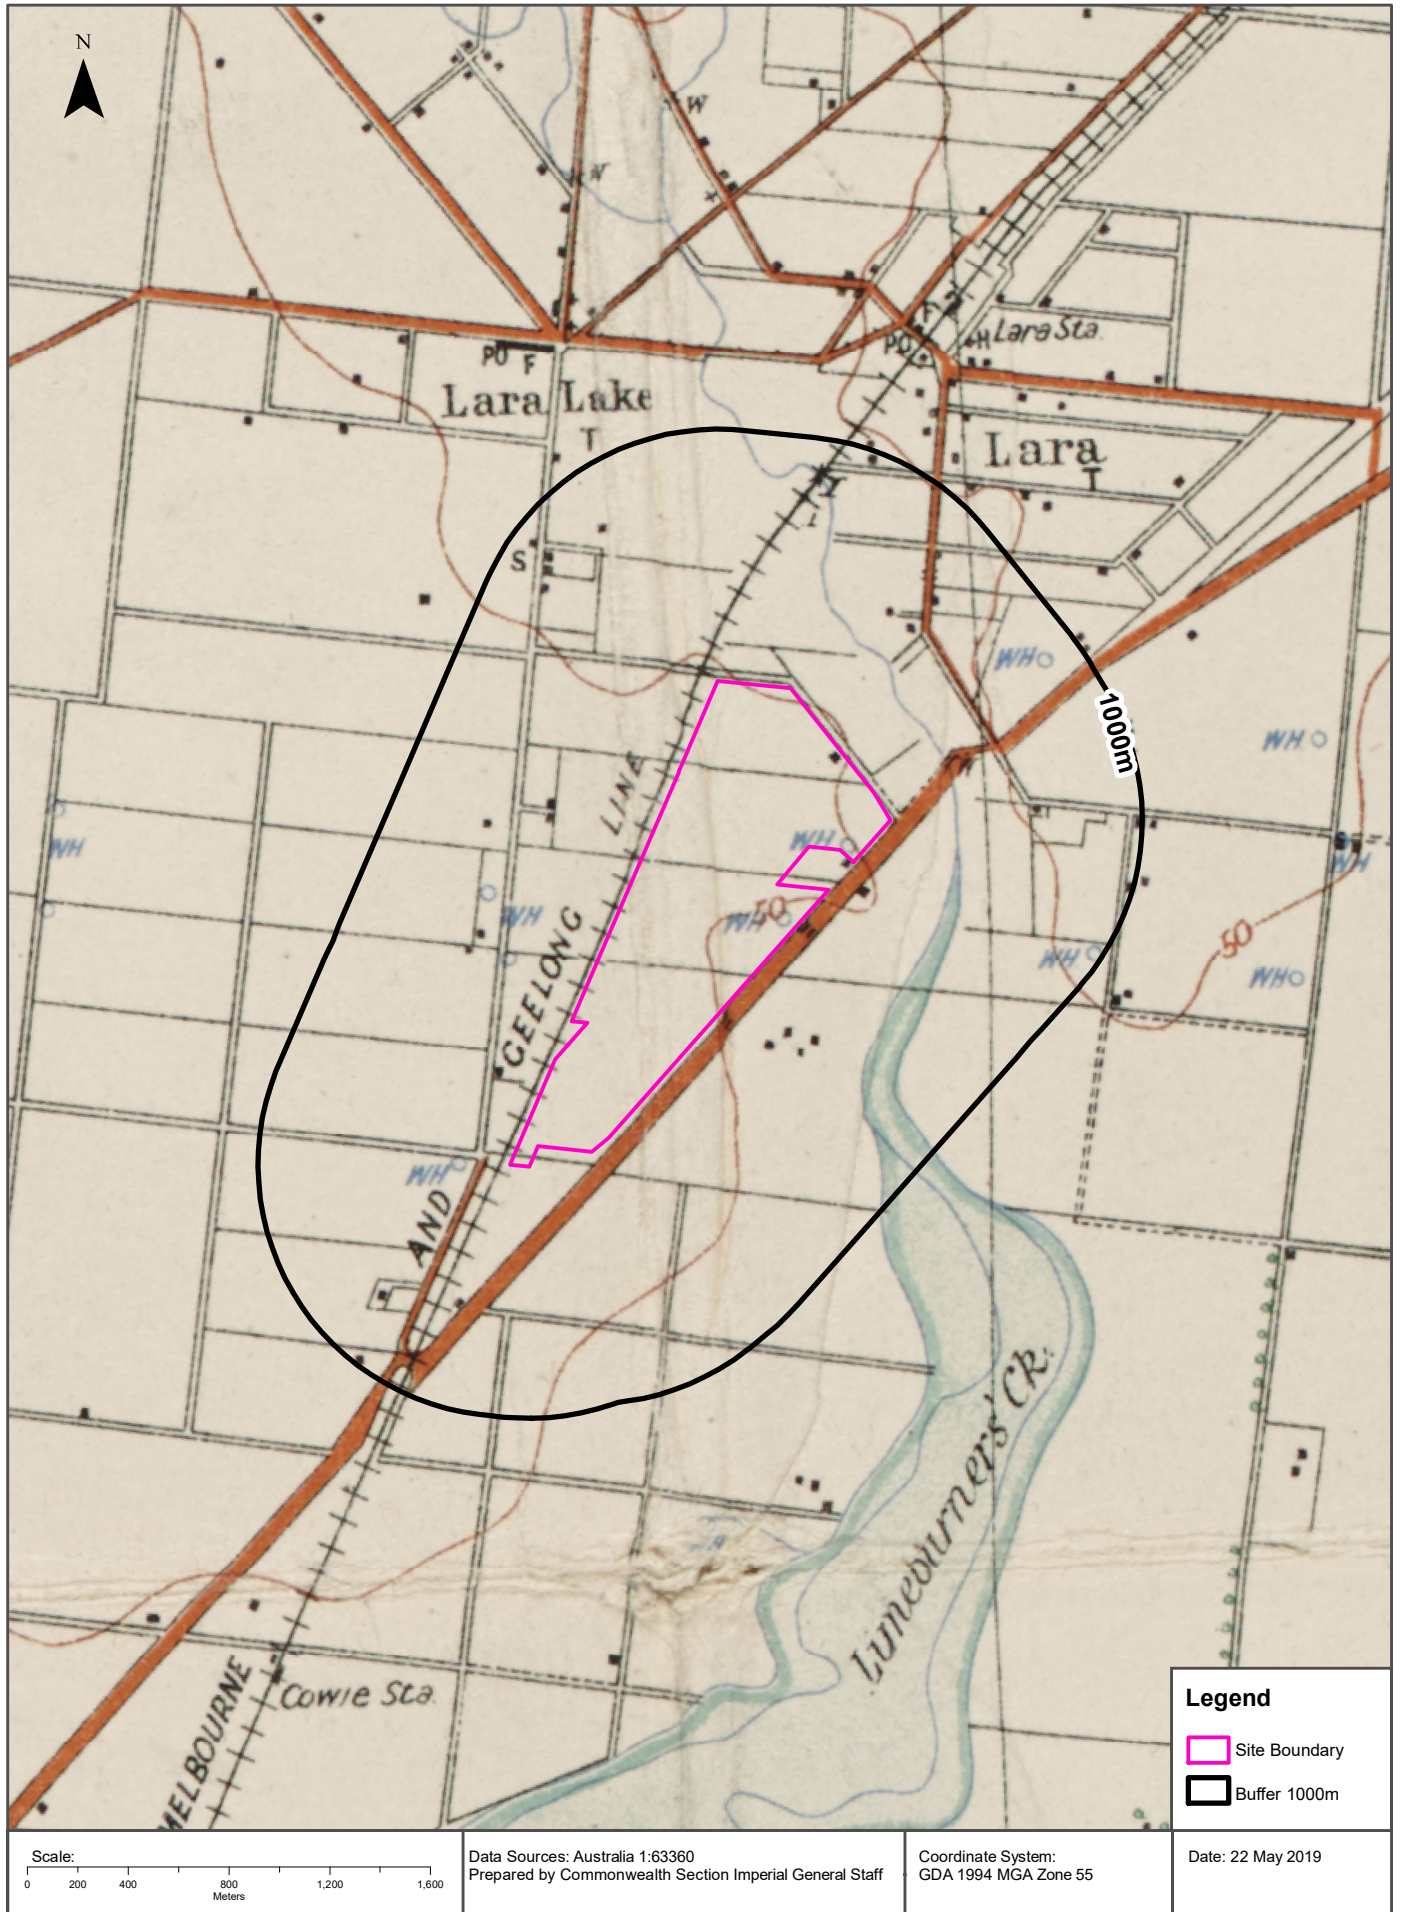 N
W
W
F
PO
H Lara Sta.
PO F
Lara Lake
T
Lara
T
S
WH
1000m
WH
LINE
WH
WH
WH
50
WH
WH
50
WH
WH
GEELONG
WH
AND
Limeburners' Ck.
Cowie Sta.
MELBOURNE
Legend
Site Boundary
Buffer 1000m
Scale:
0 200 400 800 1,200 1,600
Meters
Data Sources: Australia 1:63360
Prepared by Commonwealth Section Imperial General Staff
Coordinate System:
GDA 1994 MGA Zone 55
Date: 22 May 2019